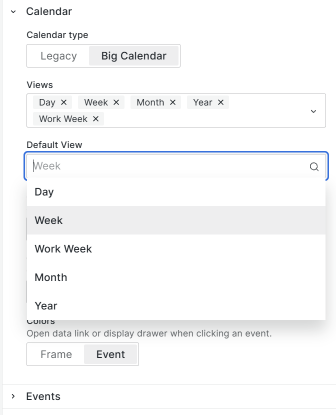 Calendar
Calendar type
Legacy Big Calendar
Views
Day × Week × Month × Year ×
Work Week ×
Default View
Week
Day
Week
Work Week
Month
Year
Colors
Open data link or display drawer when clicking an event.
Frame Event
Events